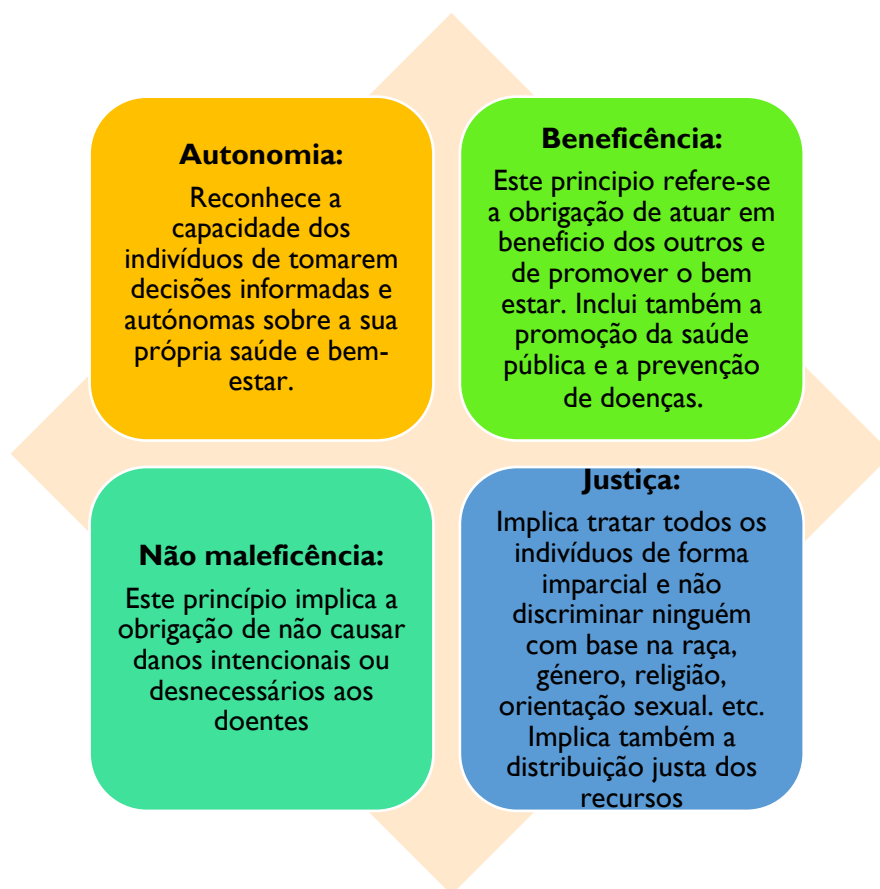 Autonomia:
Reconhece a
capacidade dos
indivíduos de tomarem
decisões informadas e
autónomas sobre a sua
própria saúde e bem-
estar.
Beneficência:
Este principio refere-se
a obrigação de atuar em
beneficio dos outros e
de promover o bem
estar. Inclui também a
promoção da saúde
pública e a prevenção
de doenças.
Não maleficência:
Este princípio implica a
obrigação de não causar
danos intencionais ou
desnecessários aos
doentes
Justiça:
Implica tratar todos os
indivíduos de forma
imparcial e não
discriminar ninguém
com base na raça,
género, religião,
orientação sexual. etc.
Implica também a
distribuição justa dos
recursos